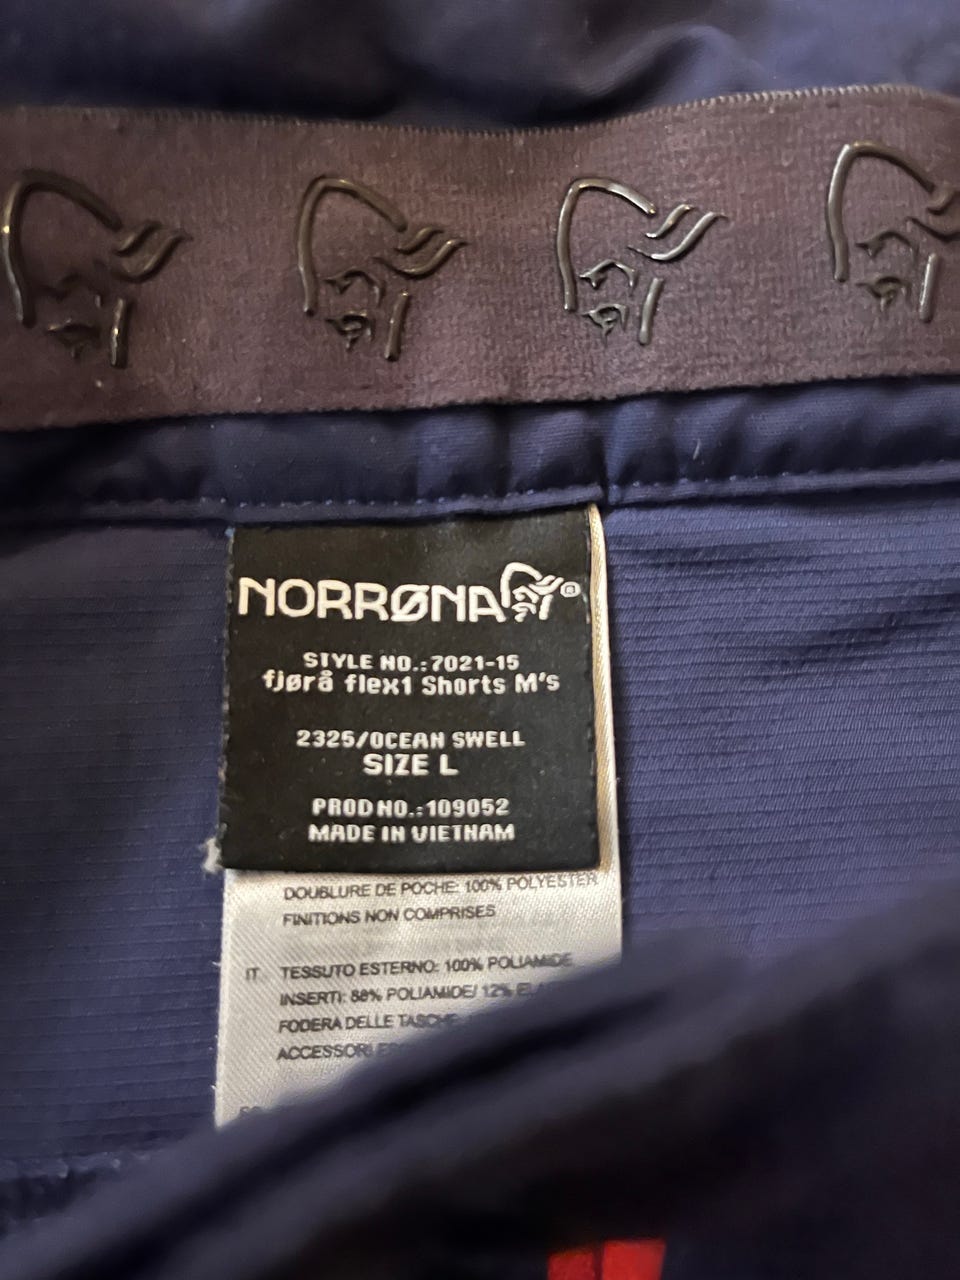 NORRØNA®
STYLE NO.:7021-15
fjørå flex1 Shorts M's
2325/OCEAN SWELL
SIZE L
PROD NO.:109052
MADE IN VIETNAM
DOUBLURE DE POCHE: 100% POLYESTER
FINITIONS NON COMPRISES
IT TESSUTO ESTERNO: 100% POLIAMIDE
INSERTI: 88% POLIAMIDE/ 12%
FODERA DELLE TASCHE
ACCESSORI